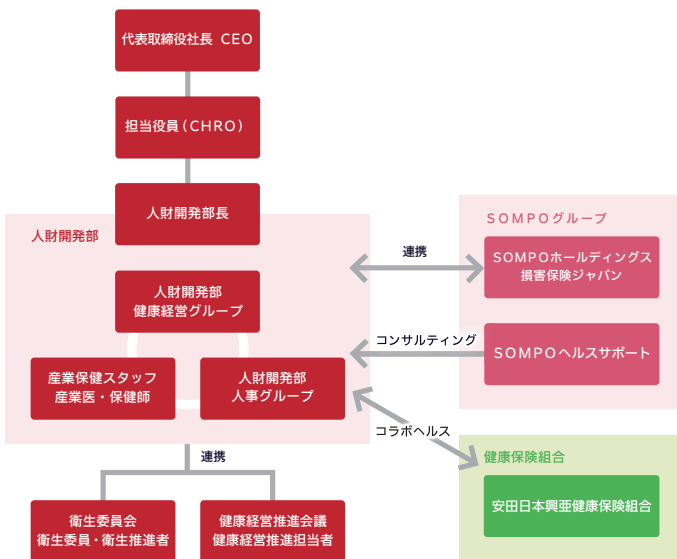 代表取締役社長 CEO
担当役員(CHRO)
人財開発部長
人財開発部
人財開発部
健康経営グループ
産業保健スタッフ
産業医・保健師
人財開発部
人事グループ
連携
衛生委員会
衛生委員・衛生推進者
健康経営推進会議
健康経営推進担当者
連携
コンサルティング
コラボヘルス
SOMPOグループ
SOMPOホールディングス
損害保険ジャパン
SOMPOヘルスサポート
健康保険組合
安田日本興亜健康保険組合